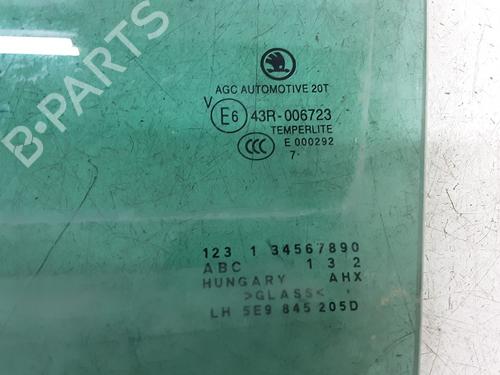 B-PARTS
AGC AUTOMOTIVE 20T
V E6 43R-006723
TEMPERLITE
CCC E 000292
7·
123 1 34567890
ABC 1 3 2
HUNGARY AHX
>GLASS<
LH 5E9 845 205D